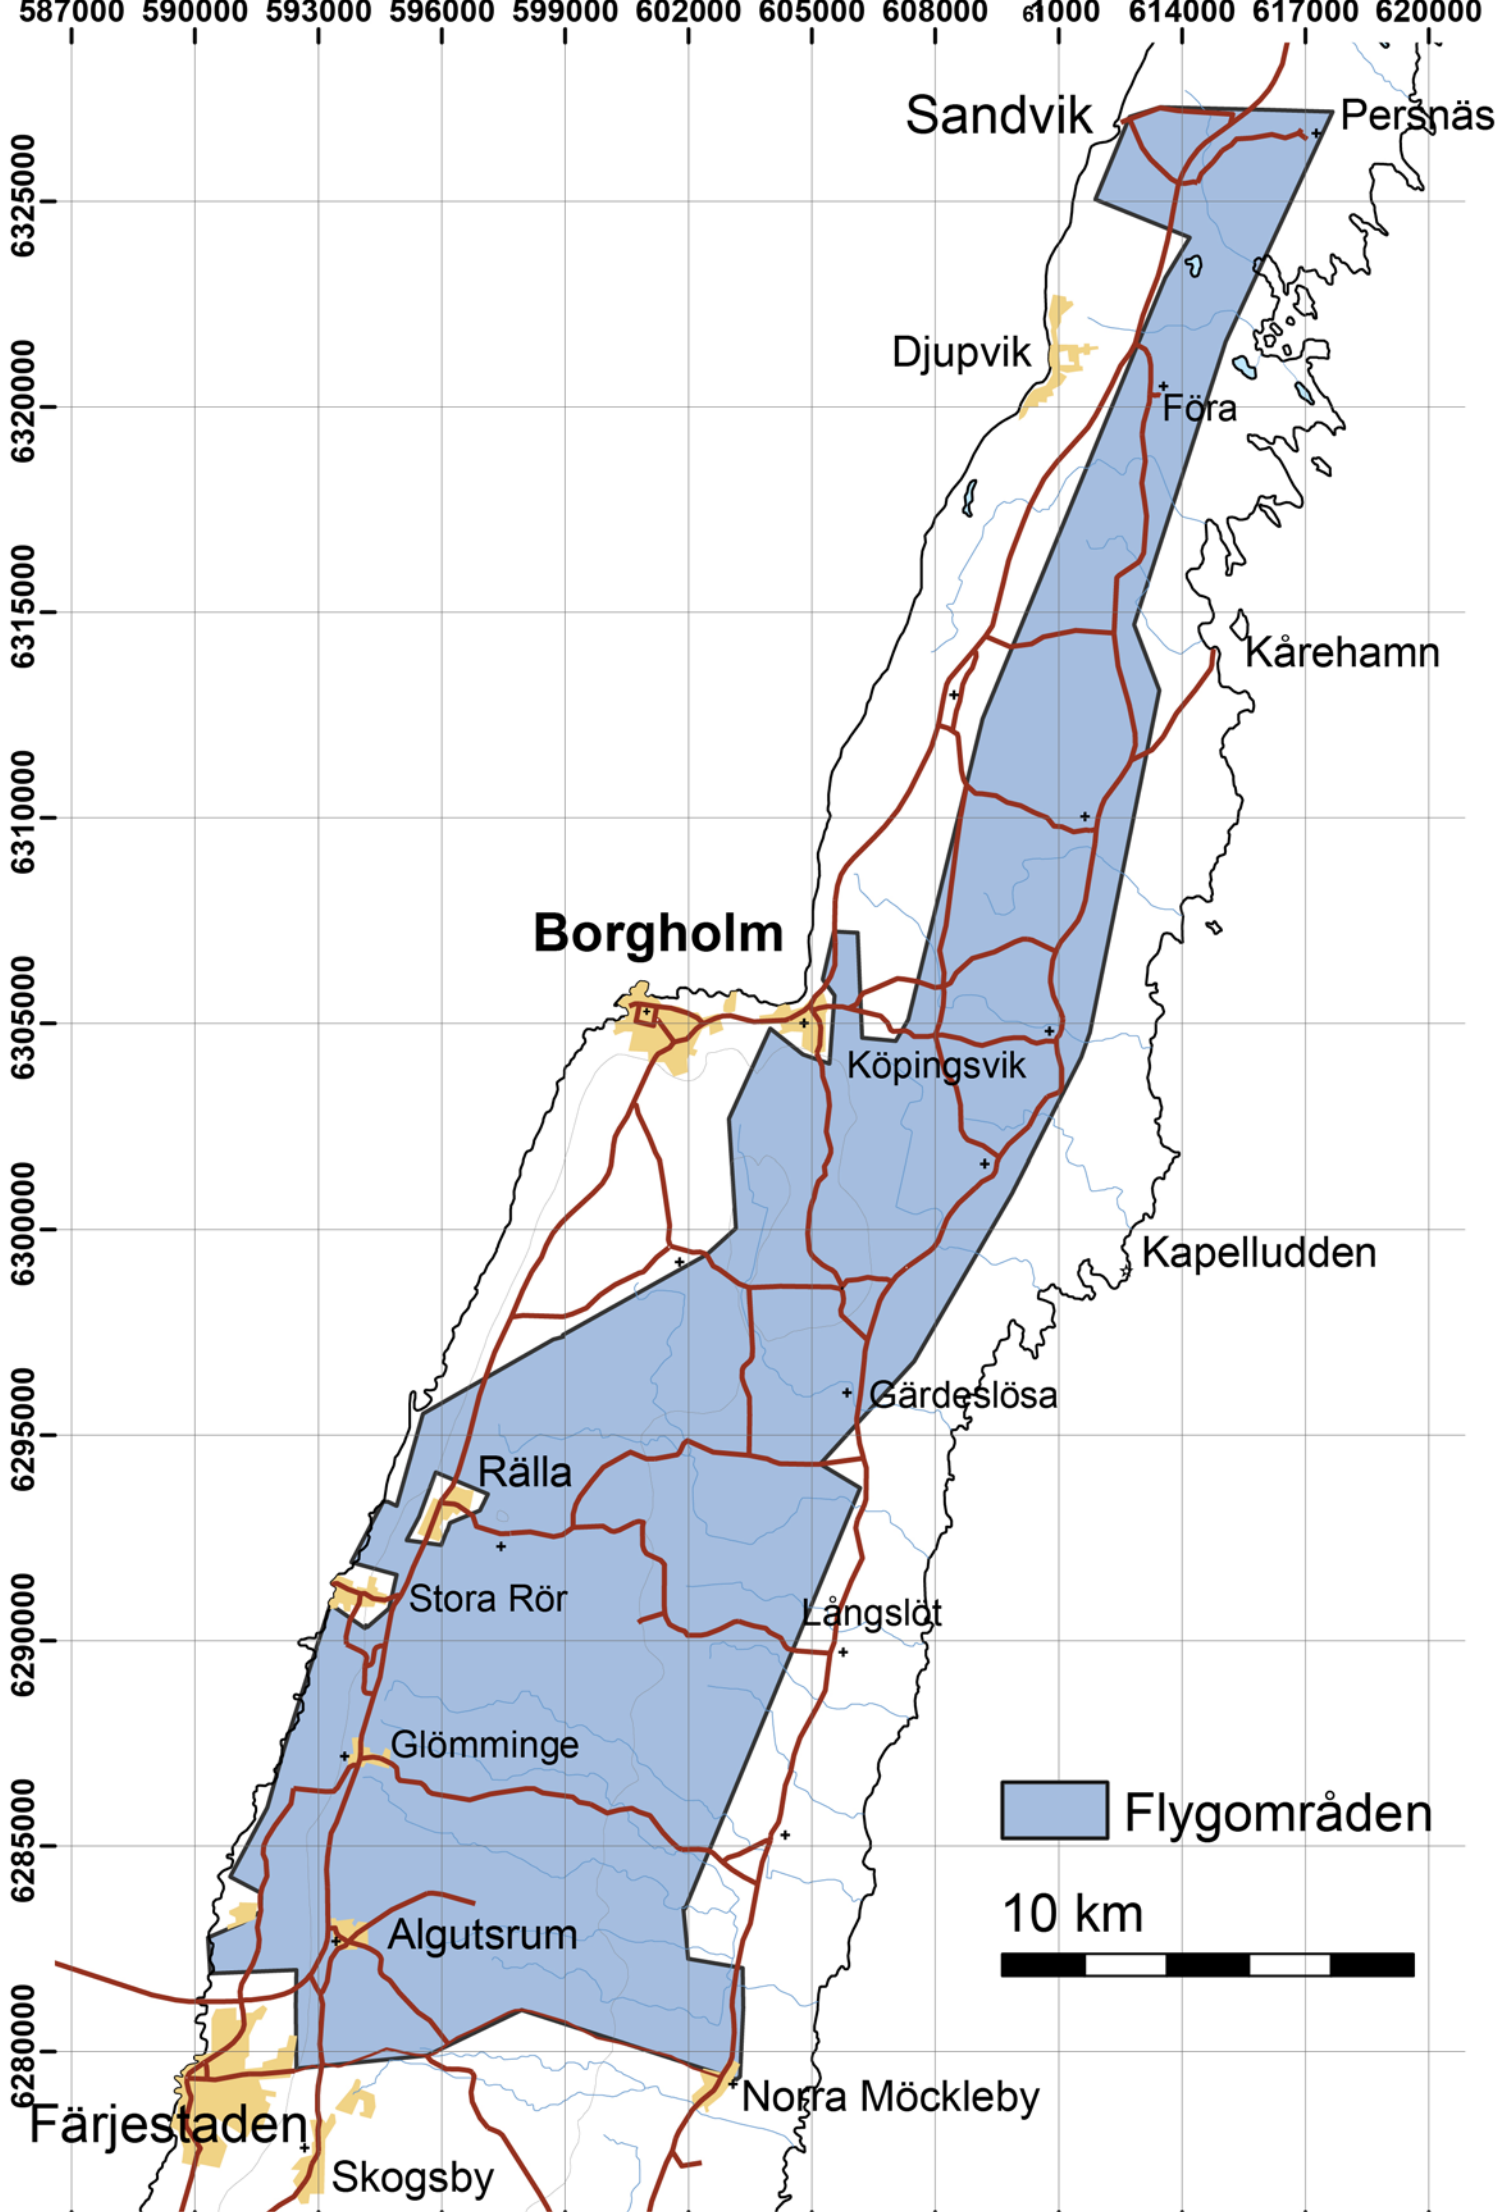 587000 590000 593000 596000 599000 602000 605000 608000 611000 614000 617000 620000
Sandvik
Persnäs
6325000
Djupvik
6320000
Föra
6315000
Kårehamn
6310000
Borgholm
6305000
Köpingsvik
6300000
Kapelludden
6295000
Gärdeslösa
Rälla
Stora Rör
Långslöt
6290000
Glömminge
Flygområden
6285000
10 km
Algutsrum
6280000
Norra Möckleby
Färjestaden
Skogsby